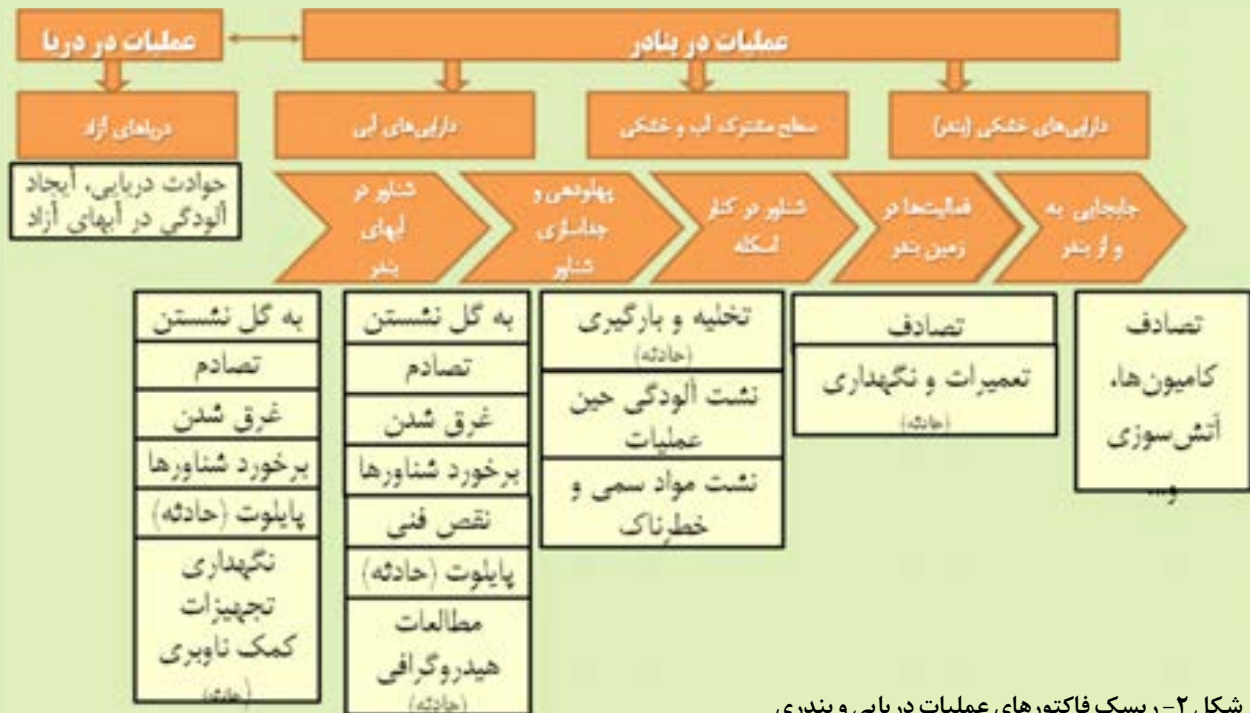 عملیات در بنادر
عملیات در دریا
دارایی‌های خشکی (بندر)
سطح مشترک آب و خشکی
دارایی‌های آبی
دریاهای آزاد
حوادث دریایی، ایجاد
آلودگی در آبهای آزاد
شناور در
آبهای
بندر
پهلودهی و
جداسازی
شناور
شناور در کنار
اسکله
فعالیت‌ها در
زمین بندر
جابجایی به
و از بندر
به گل نشستن
تصادم
غرق شدن
برخورد شناورها
پایلوت (حادثه)
نگهداری
تجهیزات
کمک ناوبری
(حادثه)
به گل نشستن
تصادم
غرق شدن
برخورد شناورها
نقص فنی
پایلوت (حادثه)
مطالعات
هیدروگرافی
(حادثه)
تخلیه و بارگیری
(حادثه)
نشت آلودگی حین
عملیات
نشت مواد سمی و
خطرناک
تصادف
تعمیرات و نگهداری
(حادثه)
تصادف
کامیون‌ها،
آتش‌سوزی
و...
شکل ۲- ریسک فاکتورهای عملیات دریایی و بندری